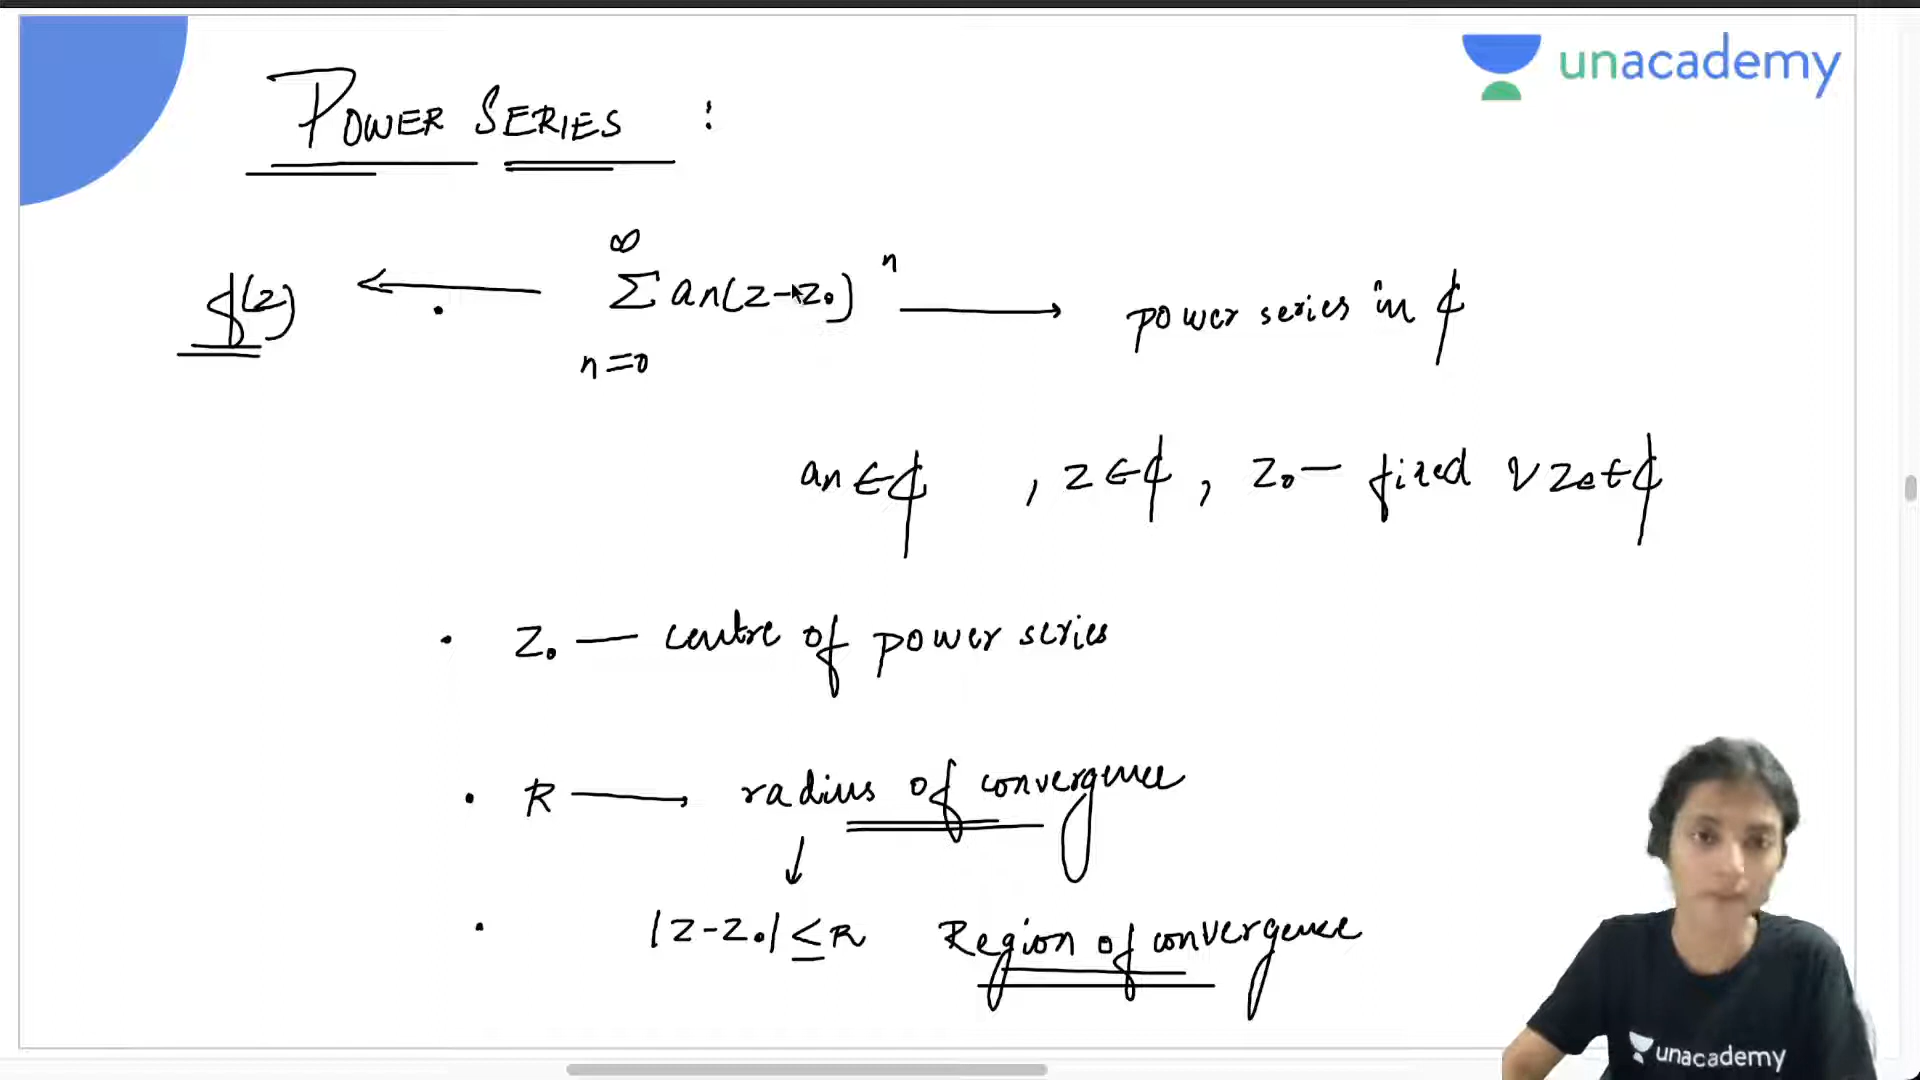 unacademy
POWER SERIES :
f(z) ← ∞ Σ n=0 an(z-z₀)ⁿ → power series in ₵
an ∈ ₵ , z ∈ ₵ , z₀ — fixed z₀ ∈ ₵
• z₀ — centre of power series
• R → radius of convergence
↓
• |z-z₀| ≤ R Region of convergence
unacademy